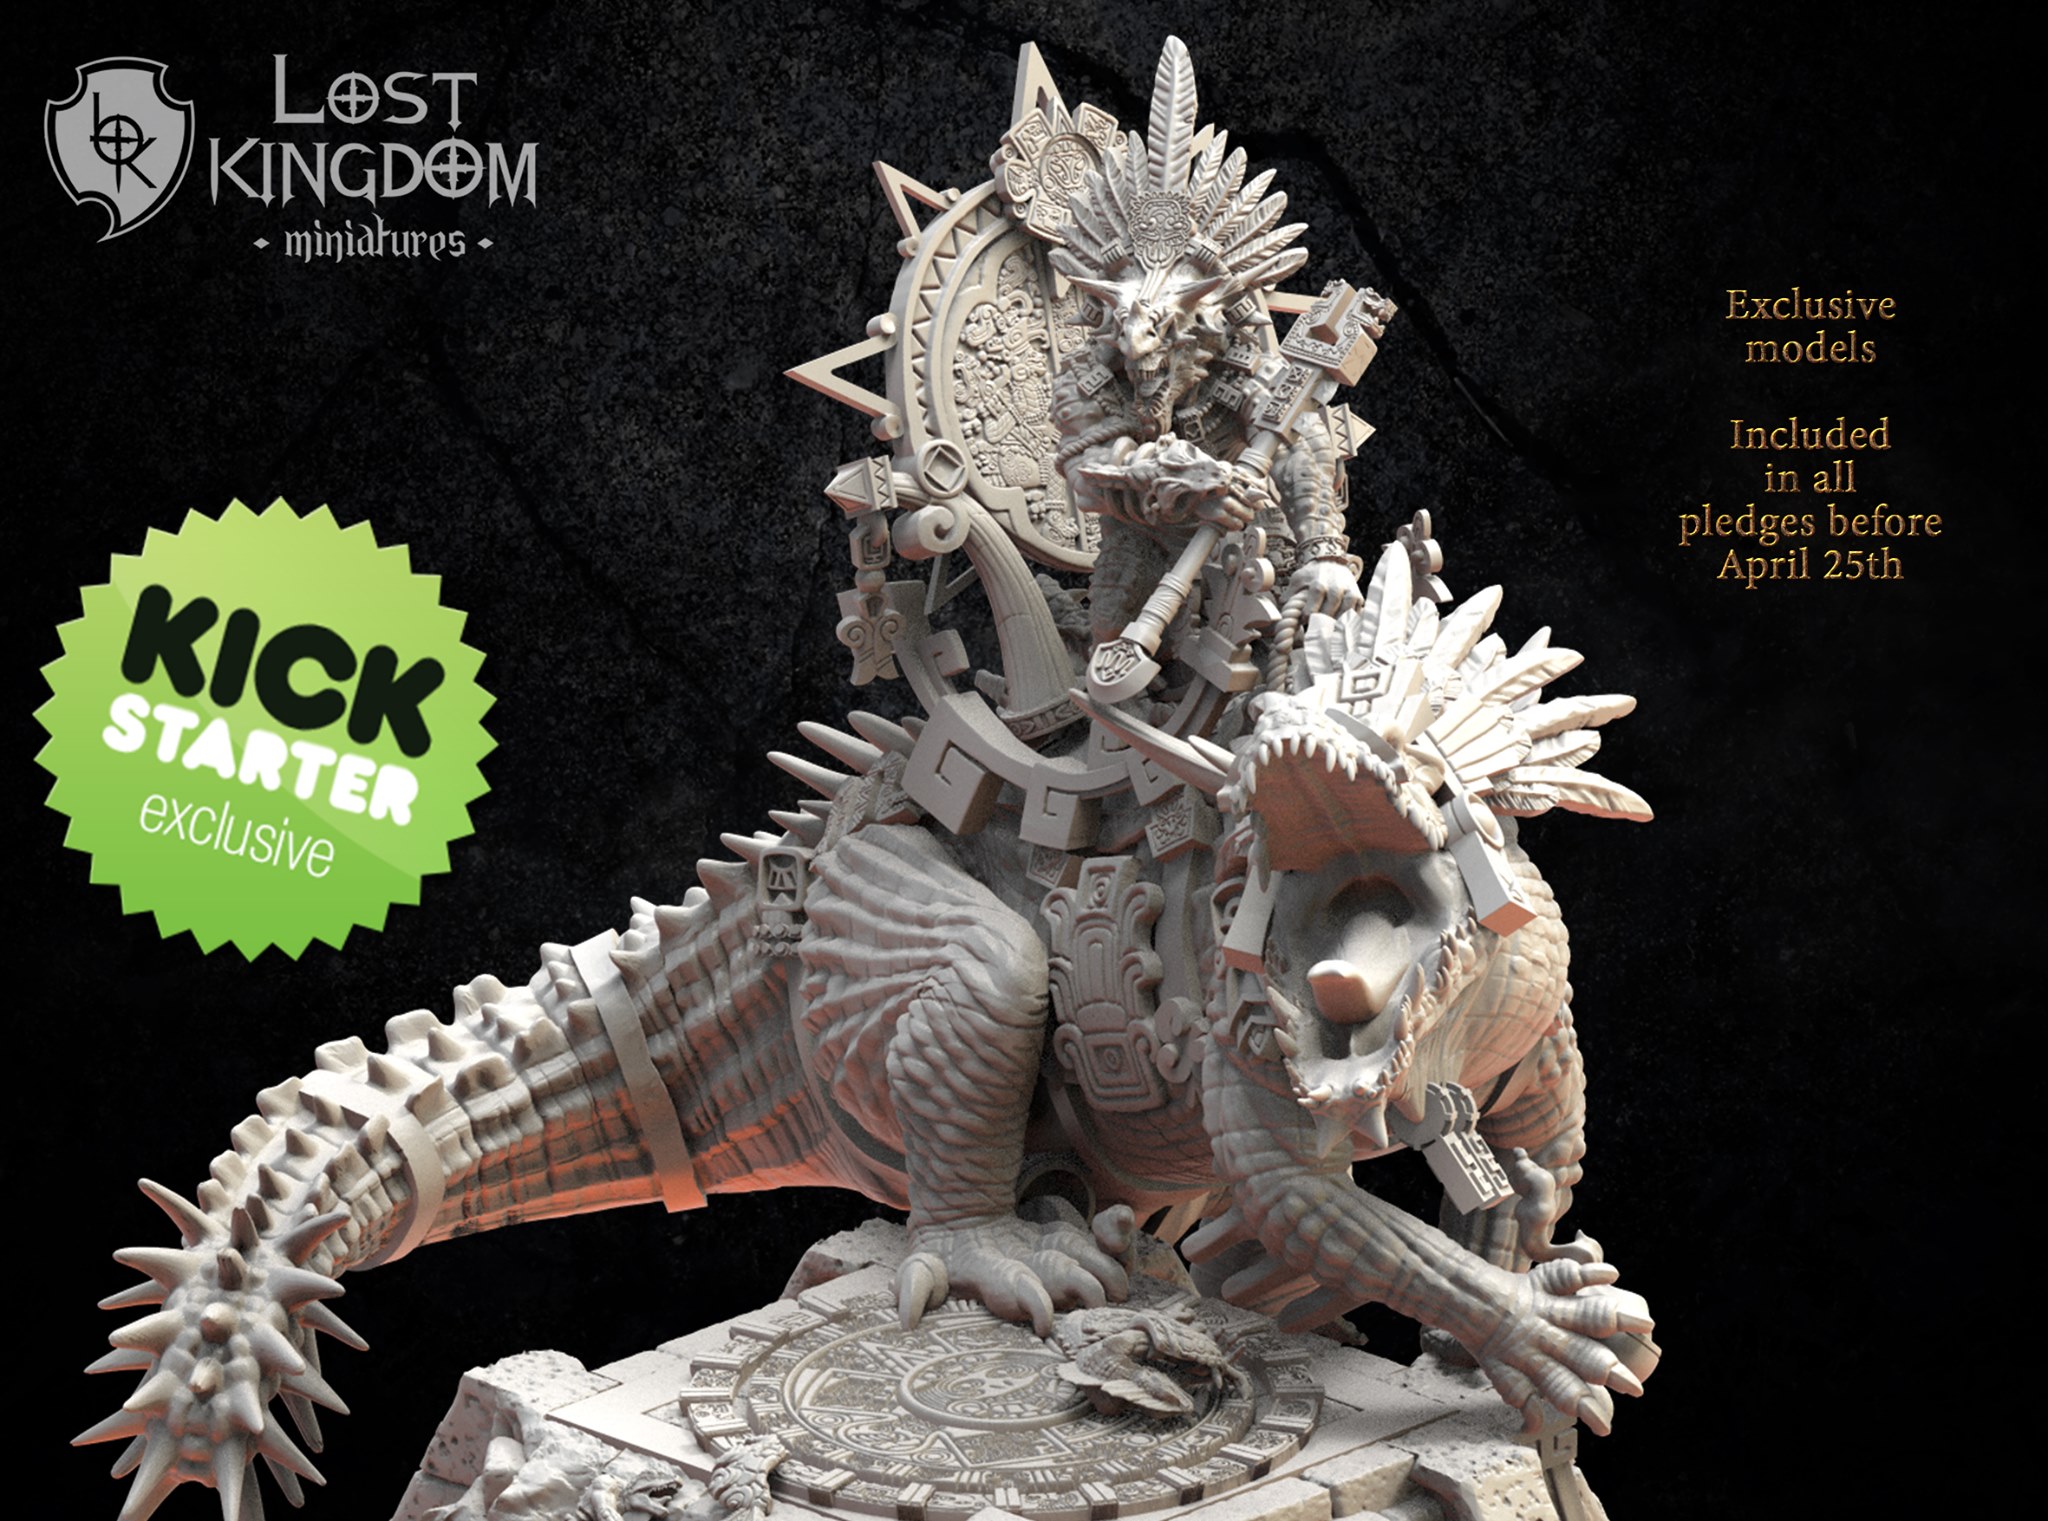 LOST
KINGDOM
miniatures
Exclusive
models
Included
in all
pledges before
April 25th
KICK
STARTER
exclusive